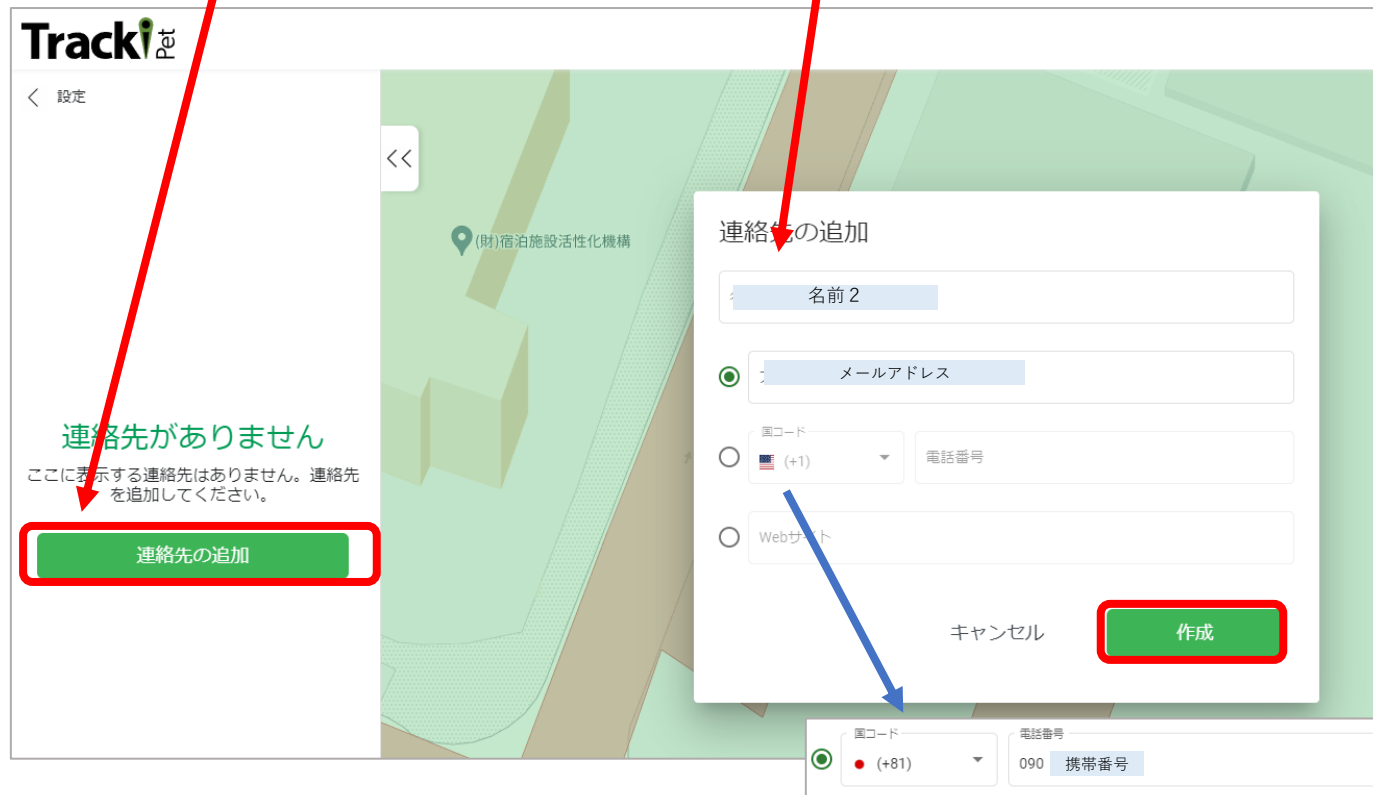 Tracki Pet
設定
<<
(財)宿泊施設活性化機構
連絡先の追加
名前２
メールアドレス
国コード
(+1)
電話番号
Webサイト
キャンセル
作成
連絡先がありません
ここに表示する連絡先はありません。連絡先
を追加してください。
連絡先の追加
国コード
(+81)
電話番号
090 携帯番号